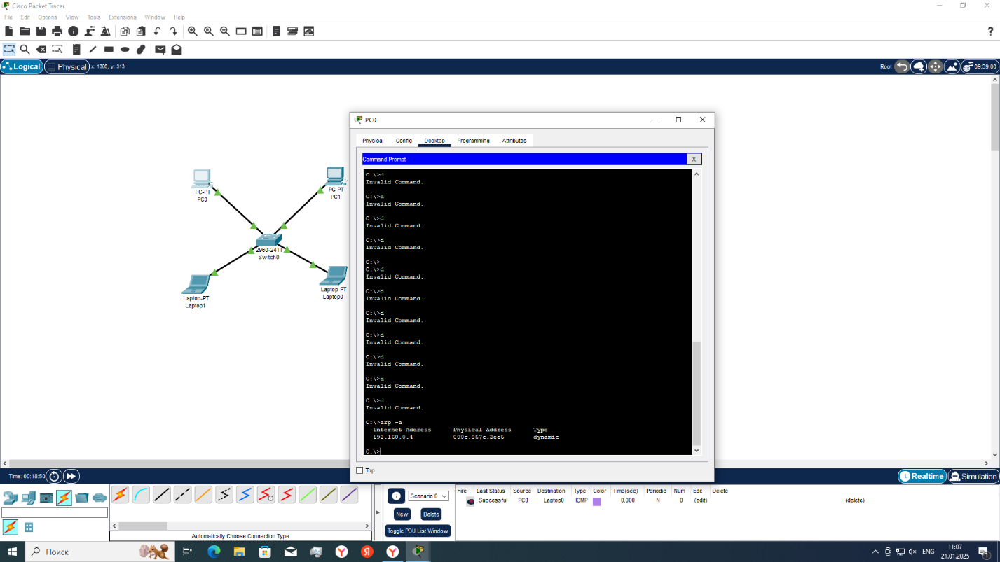 Cisco Packet Tracer
File Edit Options View Tools Extensions Window Help
?
Logical Physical x: 1386, y: 313 Root 09:39:00
PC0
Physical Config Desktop Programming Attributes
Command Prompt X
C:\>d
Invalid Command.
C:\>d
Invalid Command.
C:\>d
Invalid Command.
C:\>d
Invalid Command.
C:\>
C:\>d
Invalid Command.
C:\>d
Invalid Command.
C:\>d
Invalid Command.
C:\>d
Invalid Command.
C:\>d
Invalid Command.
C:\>d
Invalid Command.
C:\>d
Invalid Command.
C:\>arp -a
Internet Address Physical Address Type
192.168.0.4 000c.857c.2ee5 dynamic
C:\>
Top
PC-PT
PC0
PC-PT
PC1
2960-24TT
Switch0
Laptop-PT
Laptop0
Laptop-PT
Laptop1
Time: 00:18:50 Realtime Simulation
Scenario 0
New Delete
Toggle PDU List Window
Fire Last Status Source Destination Type Color Time(sec) Periodic Num Edit Delete
Successful PC0 Laptop0 ICMP 0.000 N 0 (edit) (delete)
Automatically Choose Connection Type
Поиск
ENG
11:07
21.01.2025
1